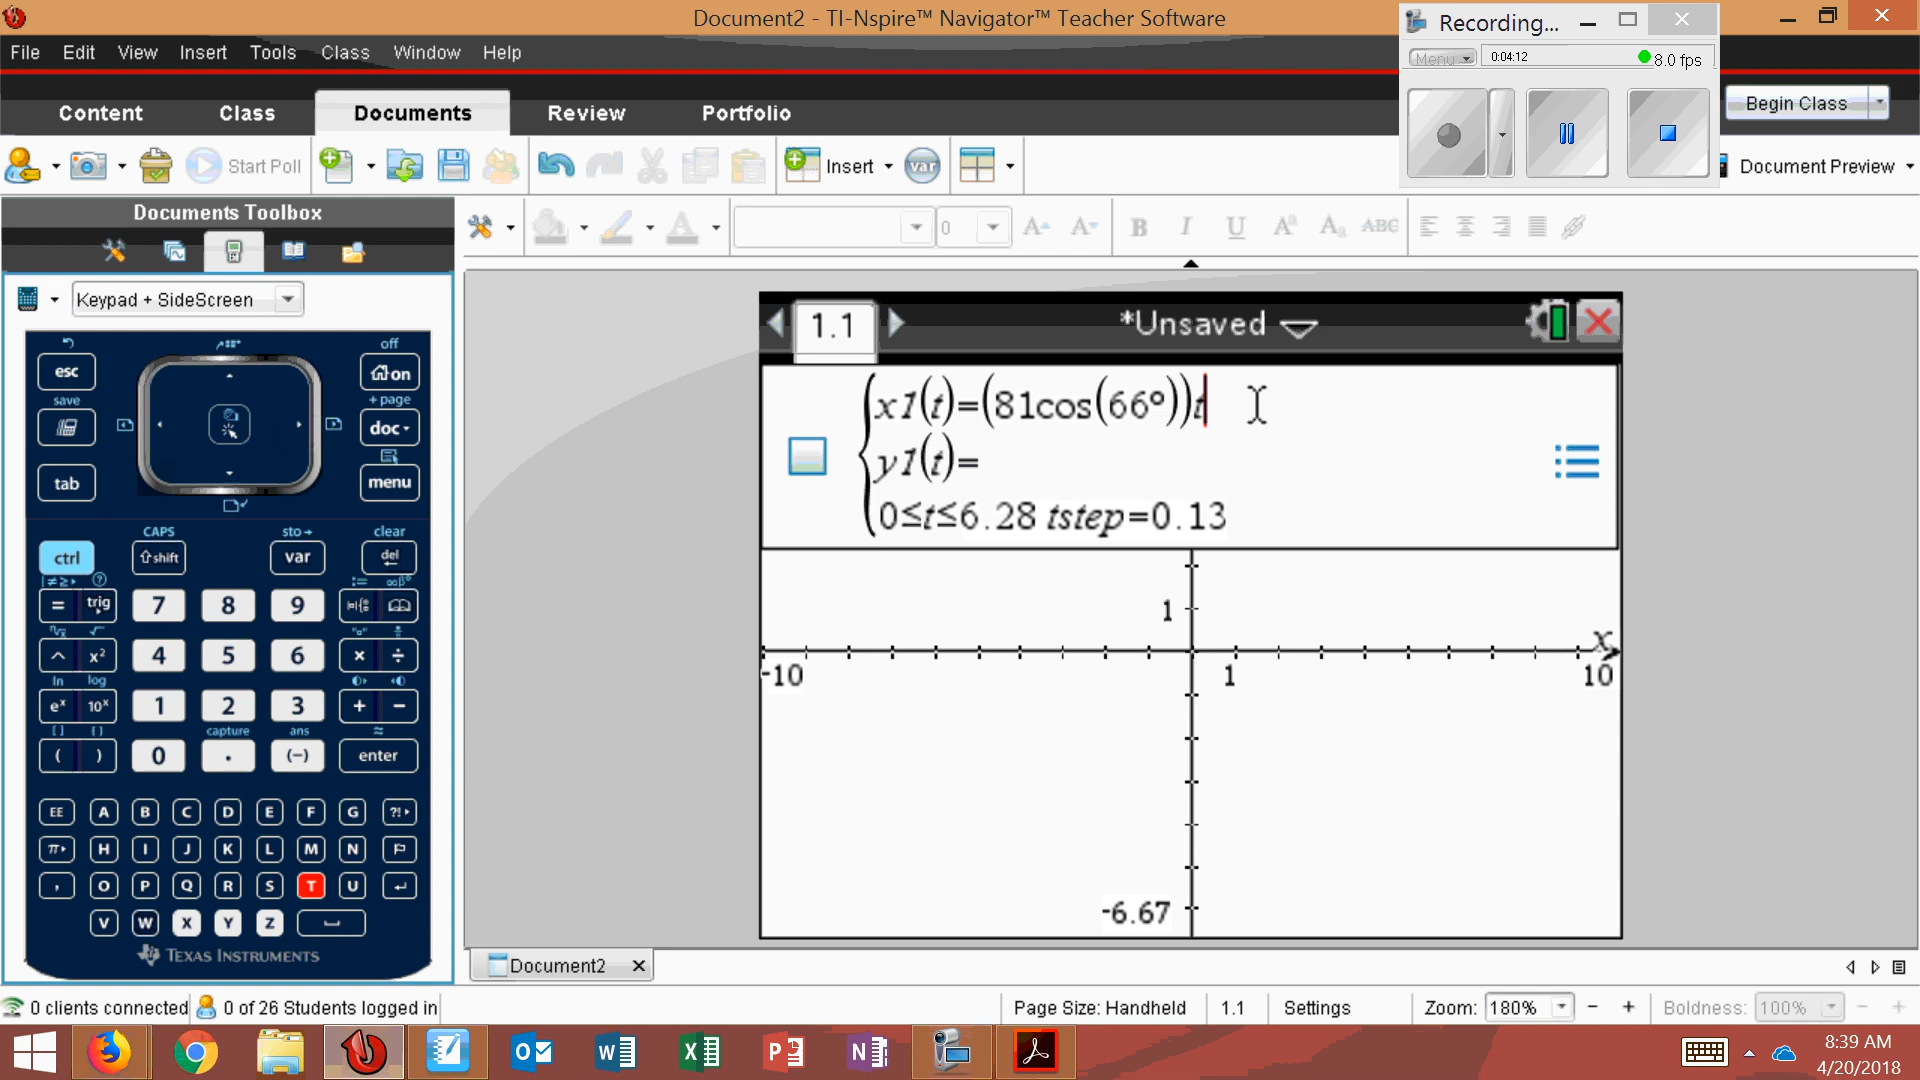 Document2 - TI-Nspire™ Navigator™ Teacher Software
Recording...
File Edit View Insert Tools Class Window Help
Menu
0:04:12
8.0 fps
Content Class Documents Review Portfolio
Begin Class
Start Poll
Insert
var
Document Preview
Documents Toolbox
0
B I U
ABC
Keypad + SideScreen
1.1
*Unsaved
off
esc
on
save
+ page
doc
tab
menu
x1(t)=(81cos(66°))t
y1(t)=
0≤t≤6.28 tstep=0.13
CAPS
sto→
clear
ctrl
shift
var
del
= trig 7 8 9
^ x² 4 5 6 × ÷
ln log
eˣ 10ˣ 1 2 3 + −
[ ] { } capture ans ≈
( ) 0 . (−) enter
EE A B C D E F G ?!
π H I J K L M N
, O P Q R S T U
V W X Y Z
TEXAS INSTRUMENTS
1
x
-10
1
10
-6.67
Document2
0 clients connected
0 of 26 Students logged in
Page Size: Handheld
1.1
Settings
Zoom: 180% − +
Boldness: 100% − +
8:39 AM
4/20/2018